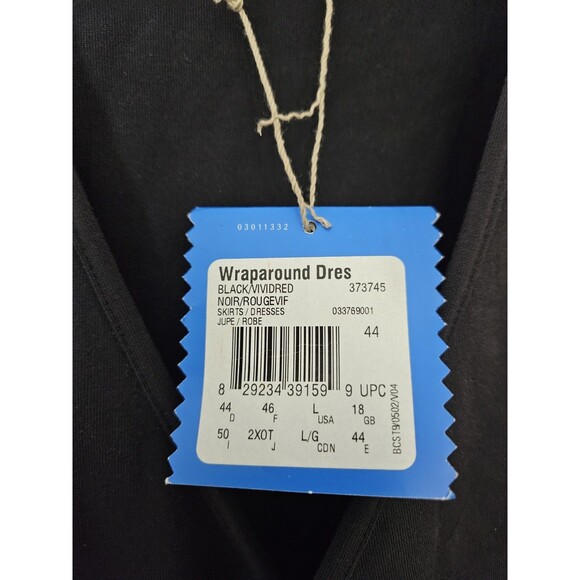 03011332
Wraparound Dres
BLACK/VIVIDRED 373745
NOIR/ROUGEVIF
SKIRTS / DRESSES 033769001
JUPE / ROBE
44
8 29234 39159 9 UPC
44 46 L 18
D F USA GB
50 2XOT L/G 44
I J CDN E
BCST9/0502/V04